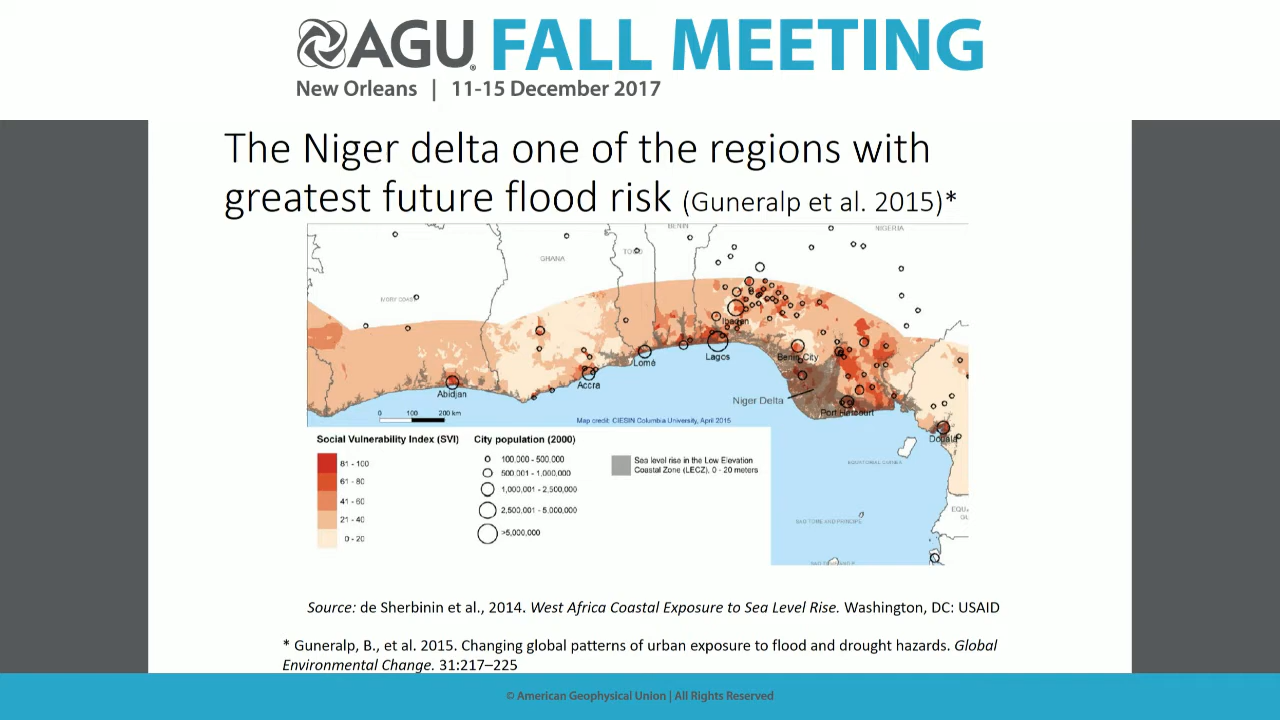 AGU FALL MEETING
New Orleans | 11-15 December 2017
The Niger delta one of the regions with
greatest future flood risk (Guneralp et al. 2015)*
BENIN
NIGERIA
GHANA
TOGO
IVORY COAST
Ibadan
Lagos
Benin City
Lomé
Accra
Abidjan
Niger Delta
Port Harcourt
Douala
0 100 200 km
Map credit: CIESIN Columbia University, April 2015
EQUATORIAL GUINEA
SAO TOME AND PRINCIPE
Social Vulnerability Index (SVI)
81 - 100
61 - 80
41 - 60
21 - 40
0 - 20
City population (2000)
100,000 - 500,000
500,001 - 1,000,000
1,000,001 - 2,500,000
2,500,001 - 5,000,000
>5,000,000
Sea level rise in the Low Elevation
Coastal Zone (LECZ), 0 - 20 meters
Source: de Sherbinin et al., 2014. West Africa Coastal Exposure to Sea Level Rise. Washington, DC: USAID
* Guneralp, B., et al. 2015. Changing global patterns of urban exposure to flood and drought hazards. Global
Environmental Change. 31:217–225
© American Geophysical Union | All Rights Reserved